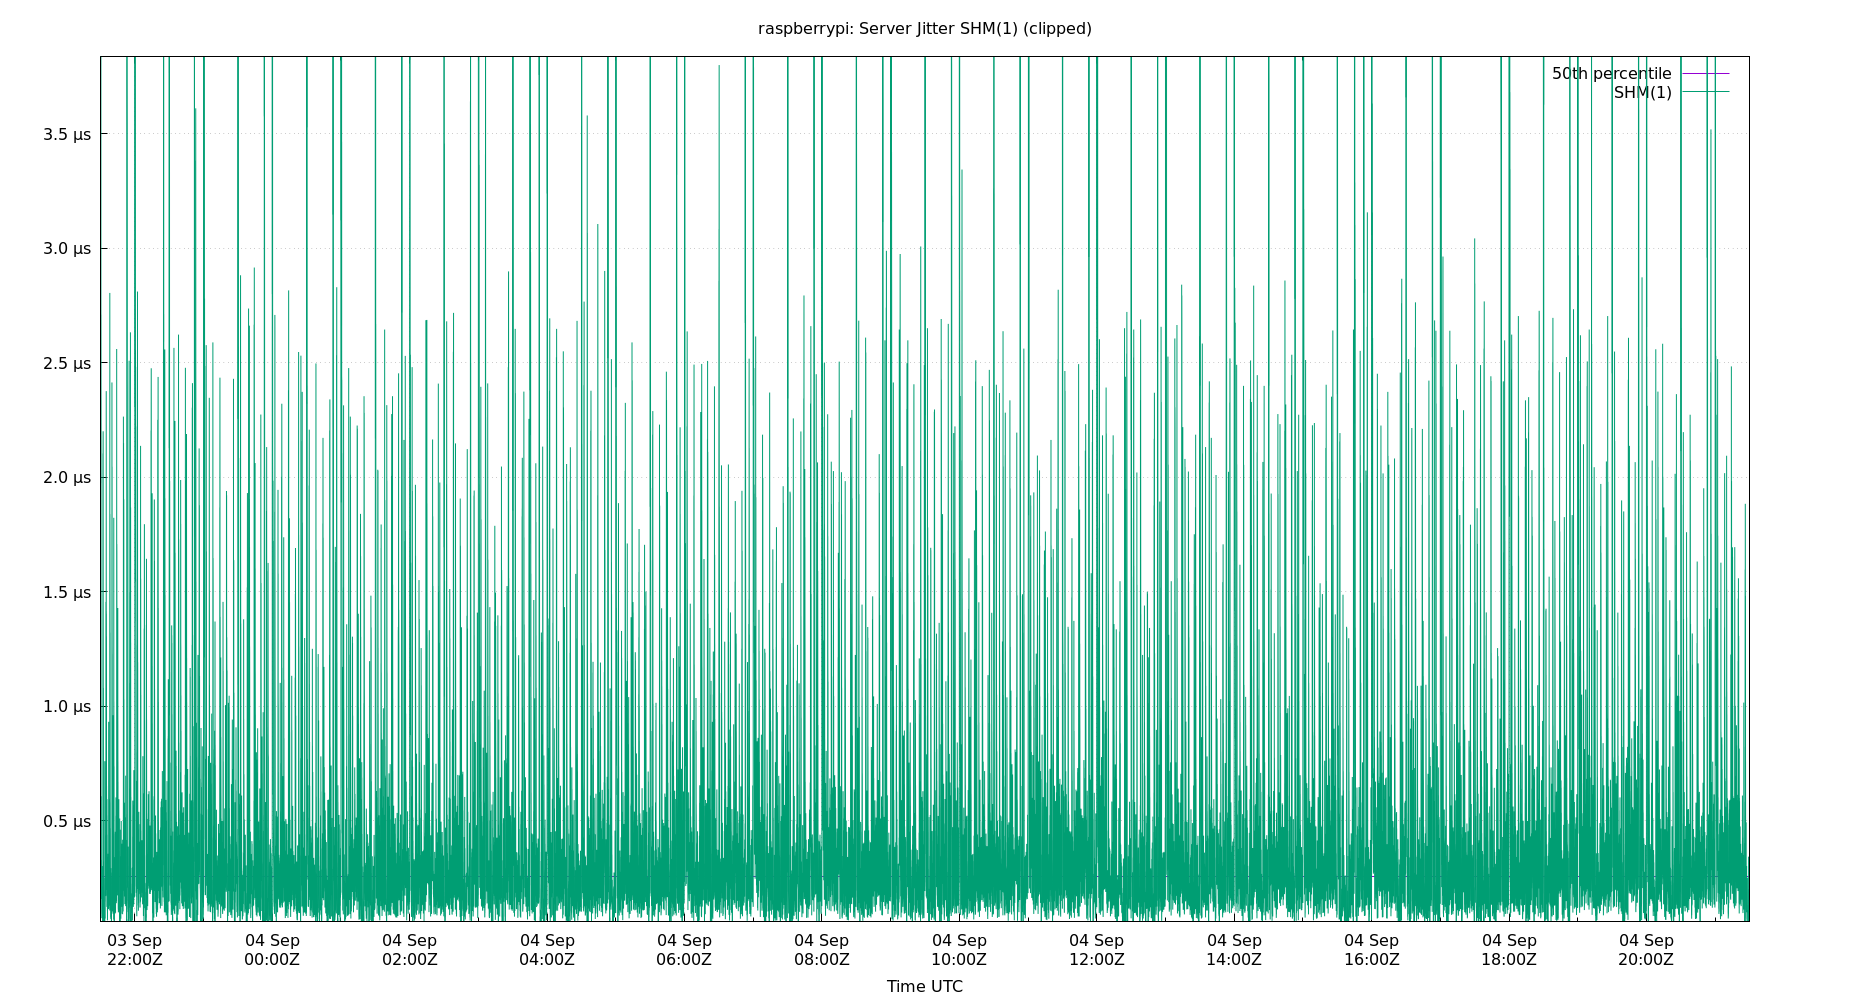 raspberrypi: Server Jitter SHM(1) (clipped)
50th percentile
SHM(1)
3.5 µs
3.0 µs
2.5 µs
2.0 µs
1.5 µs
1.0 µs
0.5 µs
03 Sep 04 Sep 04 Sep 04 Sep 04 Sep 04 Sep 04 Sep 04 Sep 04 Sep 04 Sep 04 Sep 04 Sep
22:00Z 00:00Z 02:00Z 04:00Z 06:00Z 08:00Z 10:00Z 12:00Z 14:00Z 16:00Z 18:00Z 20:00Z
Time UTC